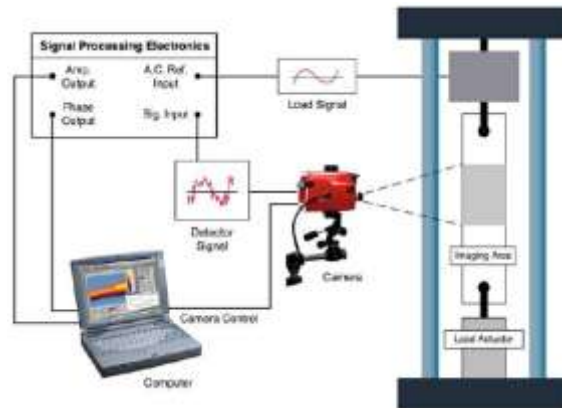 Signal Processing Electronics
Amp. Output
A.C. Ref. Input
Phase Output
Sig. Input
Load Signal
Detector Signal
Camera
Imaging Area
Load Actuator
Camera Control
Computer